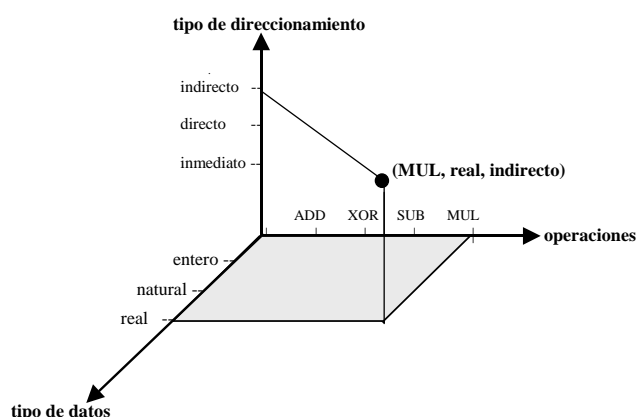 tipo de direccionamiento
indirecto
directo
inmediato
(MUL, real, indirecto)
ADD XOR SUB MUL
operaciones
entero
natural
real
tipo de datos